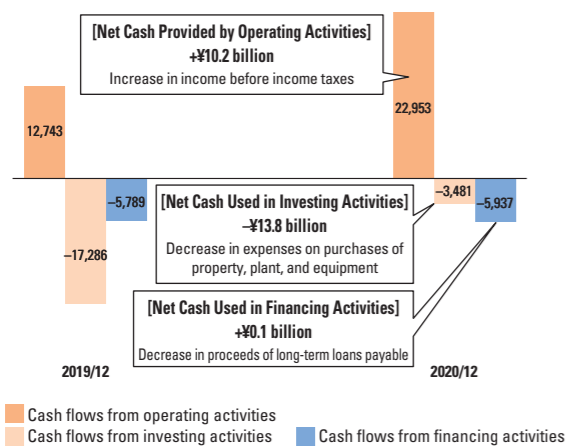 [Net Cash Provided by Operating Activities]
+¥10.2 billion
Increase in income before income taxes
12,743
22,953
–5,789
–17,286
[Net Cash Used in Investing Activities]
–¥13.8 billion
Decrease in expenses on purchases of
property, plant, and equipment
–3,481
–5,937
[Net Cash Used in Financing Activities]
+¥0.1 billion
Decrease in proceeds of long-term loans payable
2019/12
2020/12
Cash flows from operating activities
Cash flows from investing activities
Cash flows from financing activities